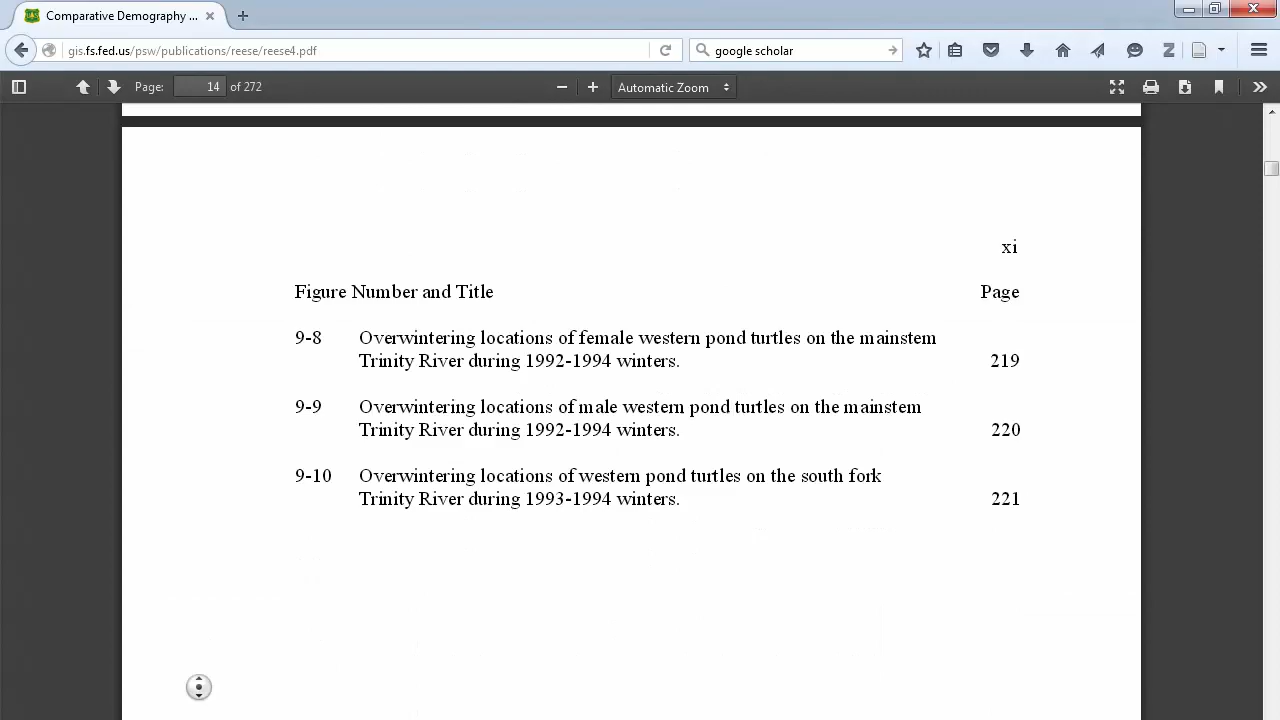 Comparative Demography ...
gis.fs.fed.us/psw/publications/reese/reese4.pdf
google scholar
Page: 14 of 272
Automatic Zoom
xi
Figure Number and Title Page
9-8 Overwintering locations of female western pond turtles on the mainstem
Trinity River during 1992-1994 winters. 219
9-9 Overwintering locations of male western pond turtles on the mainstem
Trinity River during 1992-1994 winters. 220
9-10 Overwintering locations of western pond turtles on the south fork
Trinity River during 1993-1994 winters. 221